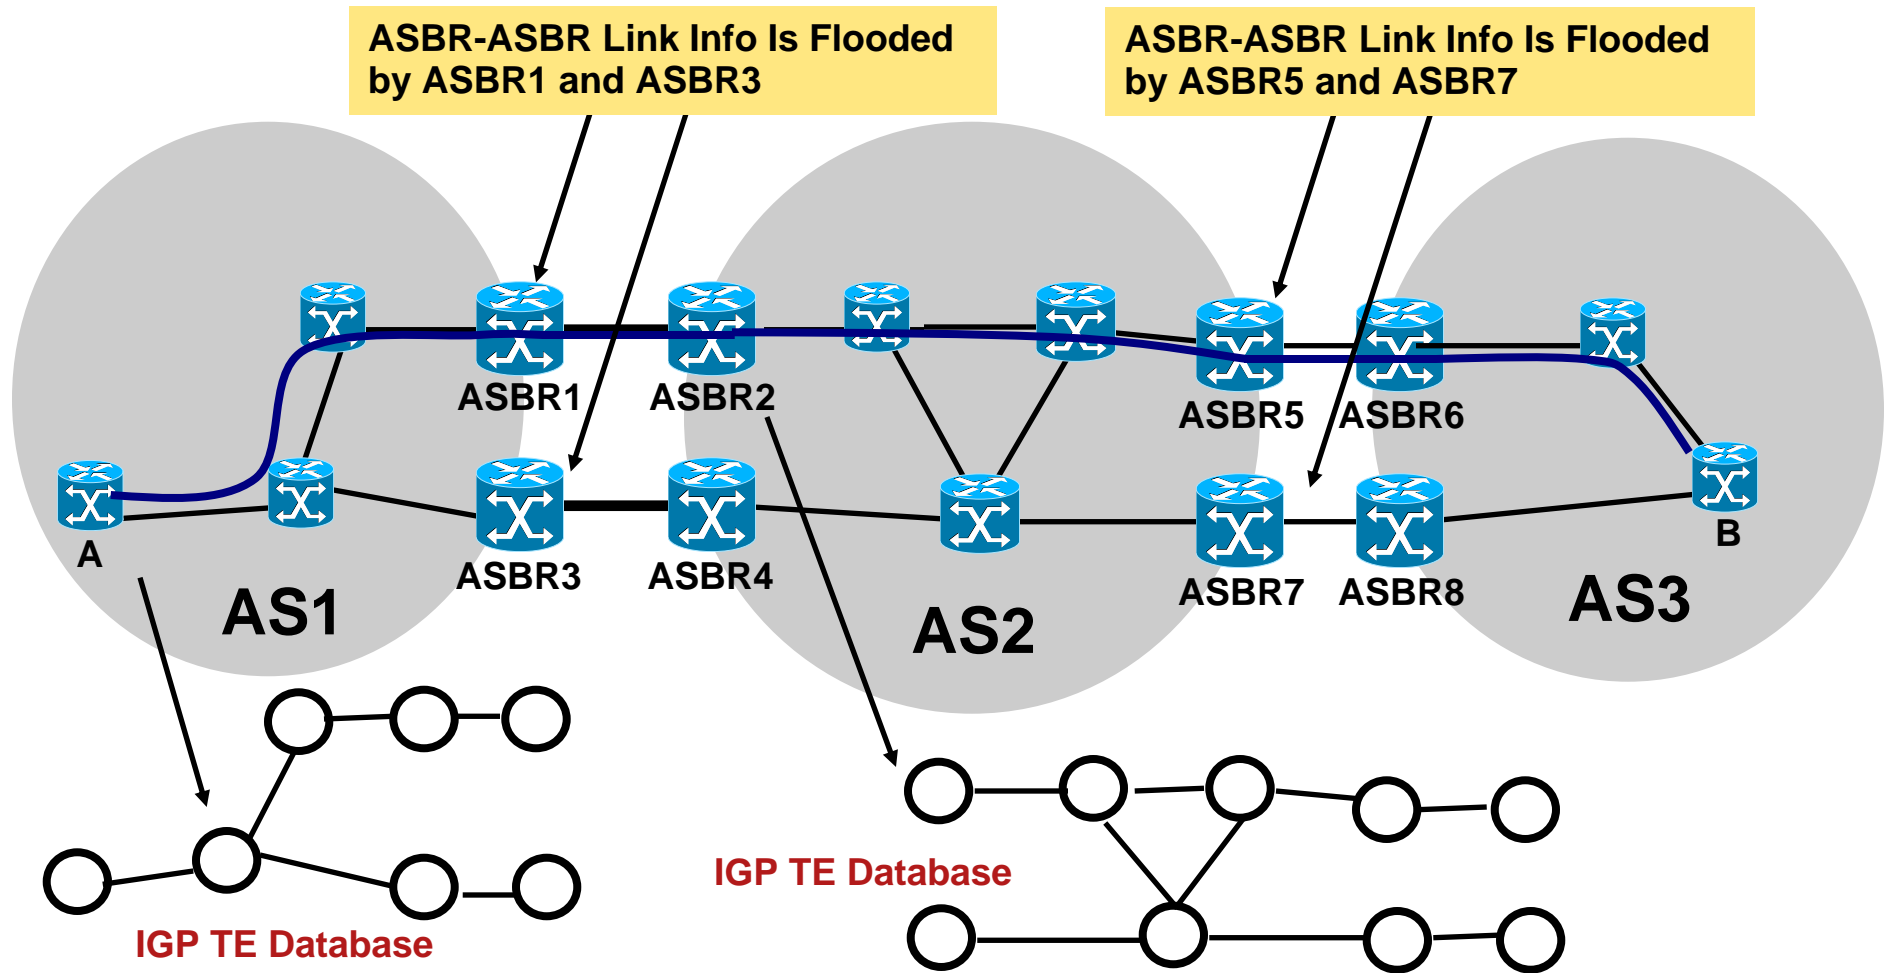 ASBR-ASBR Link Info Is Flooded
by ASBR1 and ASBR3
ASBR-ASBR Link Info Is Flooded
by ASBR5 and ASBR7
ASBR1
ASBR2
ASBR5
ASBR6
A
B
ASBR3
ASBR4
ASBR7
ASBR8
AS1
AS2
AS3
IGP TE Database
IGP TE Database